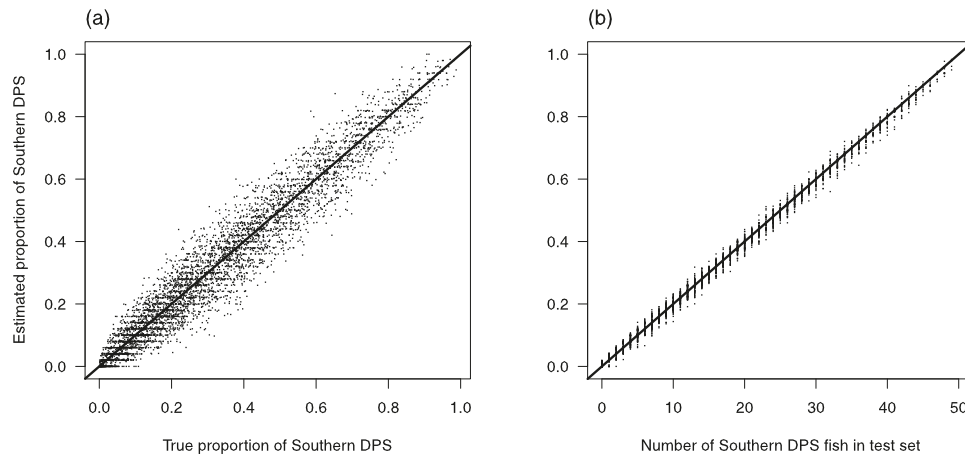 (a)
(b)
Estimated proportion of Southern DPS
1.0
0.8
0.6
0.4
0.2
0.0
0.0 0.2 0.4 0.6 0.8 1.0
True proportion of Southern DPS
1.0
0.8
0.6
0.4
0.2
0.0
0 10 20 30 40 50
Number of Southern DPS fish in test set